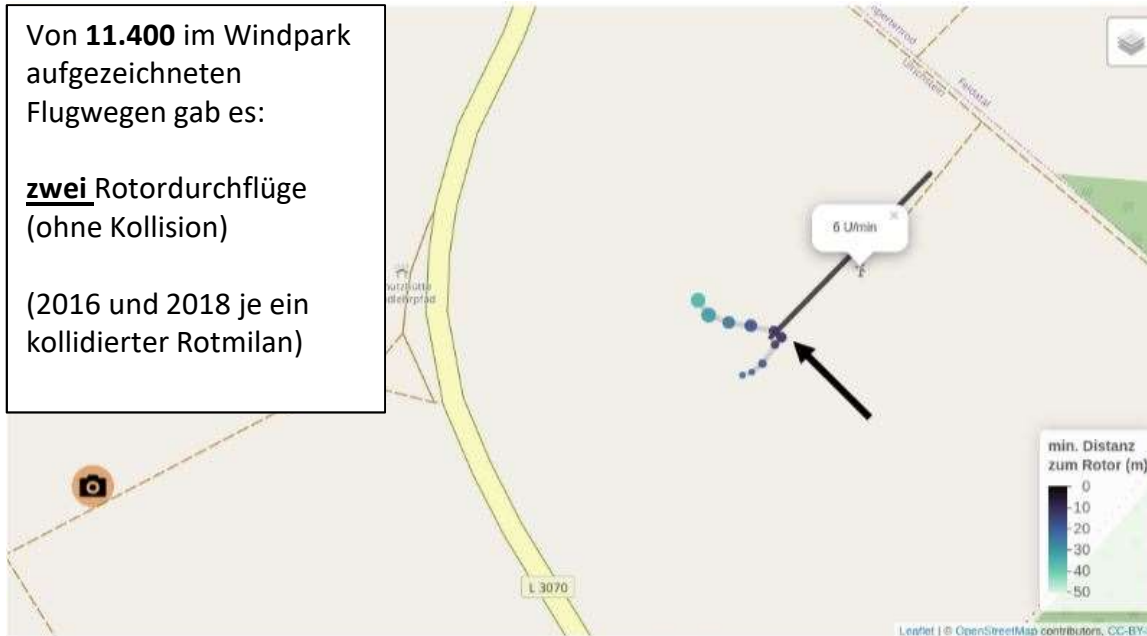 Von 11.400 im Windpark
aufgezeichneten
Flugwegen gab es:
zwei Rotordurchflüge
(ohne Kollision)
(2016 und 2018 je ein
kollidierter Rotmilan)
Ulrichstein
Feldatal
6 U/min
L 3070
min. Distanz
zum Rotor (m)
0
10
20
30
40
50
Leaflet | © OpenStreetMap contributors, CC-BY-